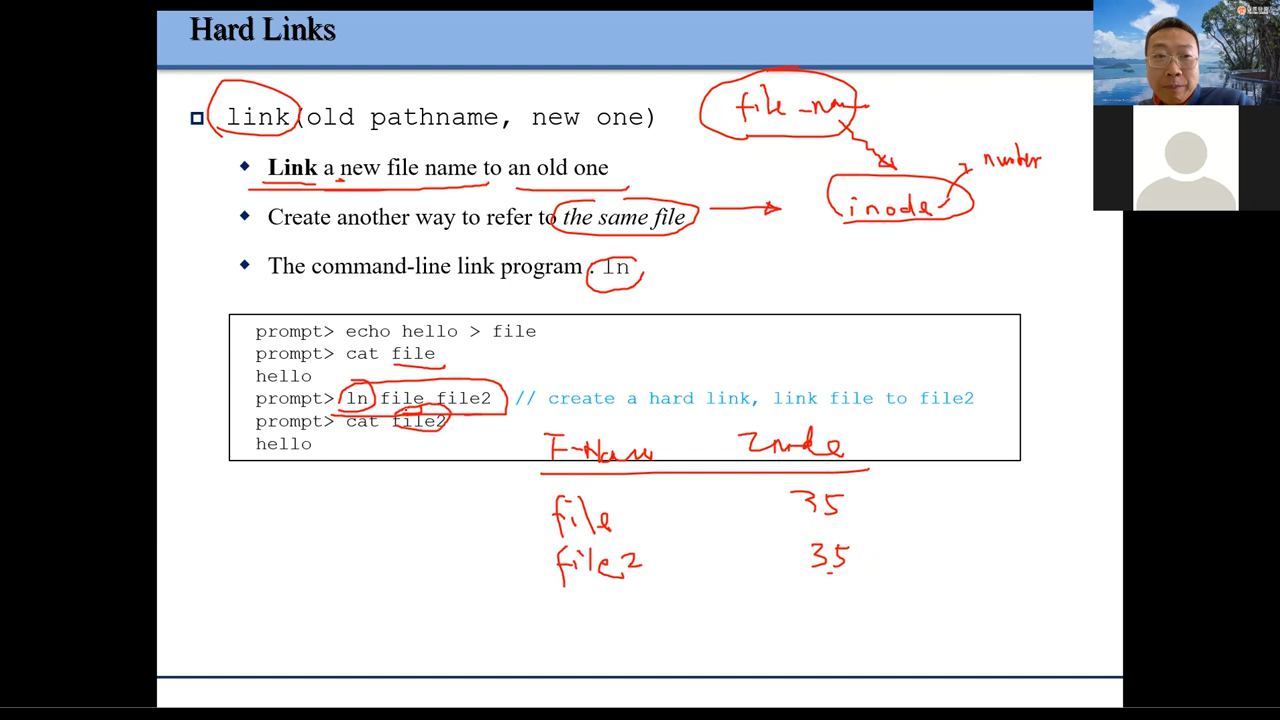 Hard Links
link(old pathname, new one)
file-name
Link a new file name to an old one
number
Create another way to refer to the same file
inode
The command-line link program : ln
prompt> echo hello > file
prompt> cat file
hello
prompt> ln file file2 // create a hard link, link file to file2
prompt> cat file2
hello
F-Name Inode
file 35
file2 35